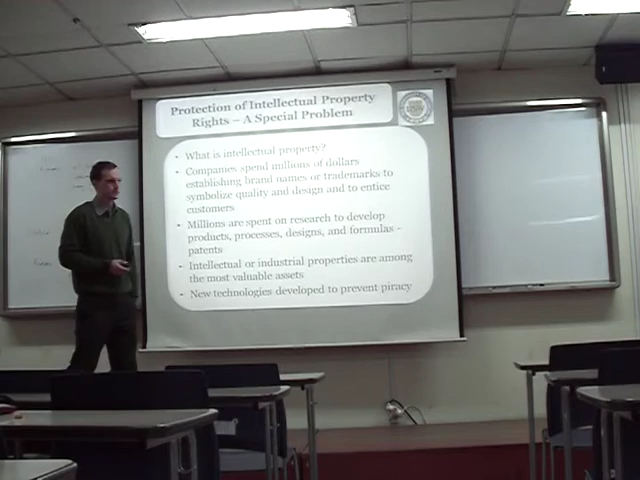 Protection of Intellectual Property
Rights – A Special Problem
• What is intellectual property?
• Companies spend millions of dollars
establishing brand names or trademarks to
symbolize quality and design and to entice
customers
• Millions are spent on research to develop
products, processes, designs, and formulas -
patents
• Intellectual or industrial properties are among
the most valuable assets
• New technologies developed to prevent piracy